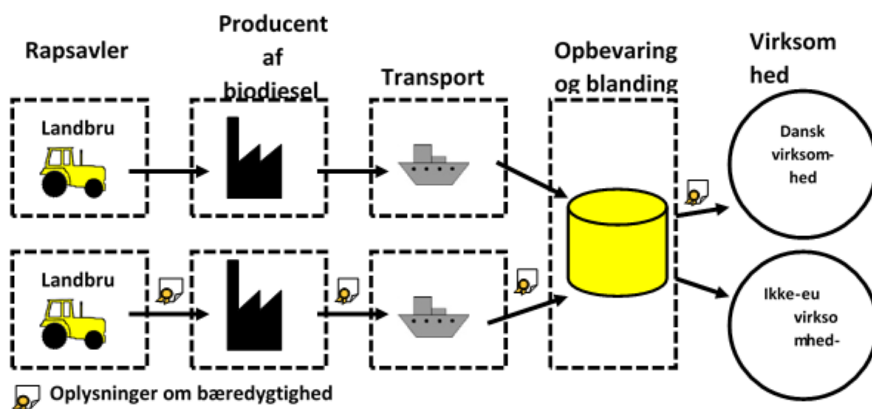 Rapsavler
Producent
af
biodiesel
Transport
Opbevaring
og blanding
Virksom
hed
Landbru
Dansk
virksom-
hed
Landbru
Ikke-eu
virkso
mhed-
Oplysninger om bæredygtighed